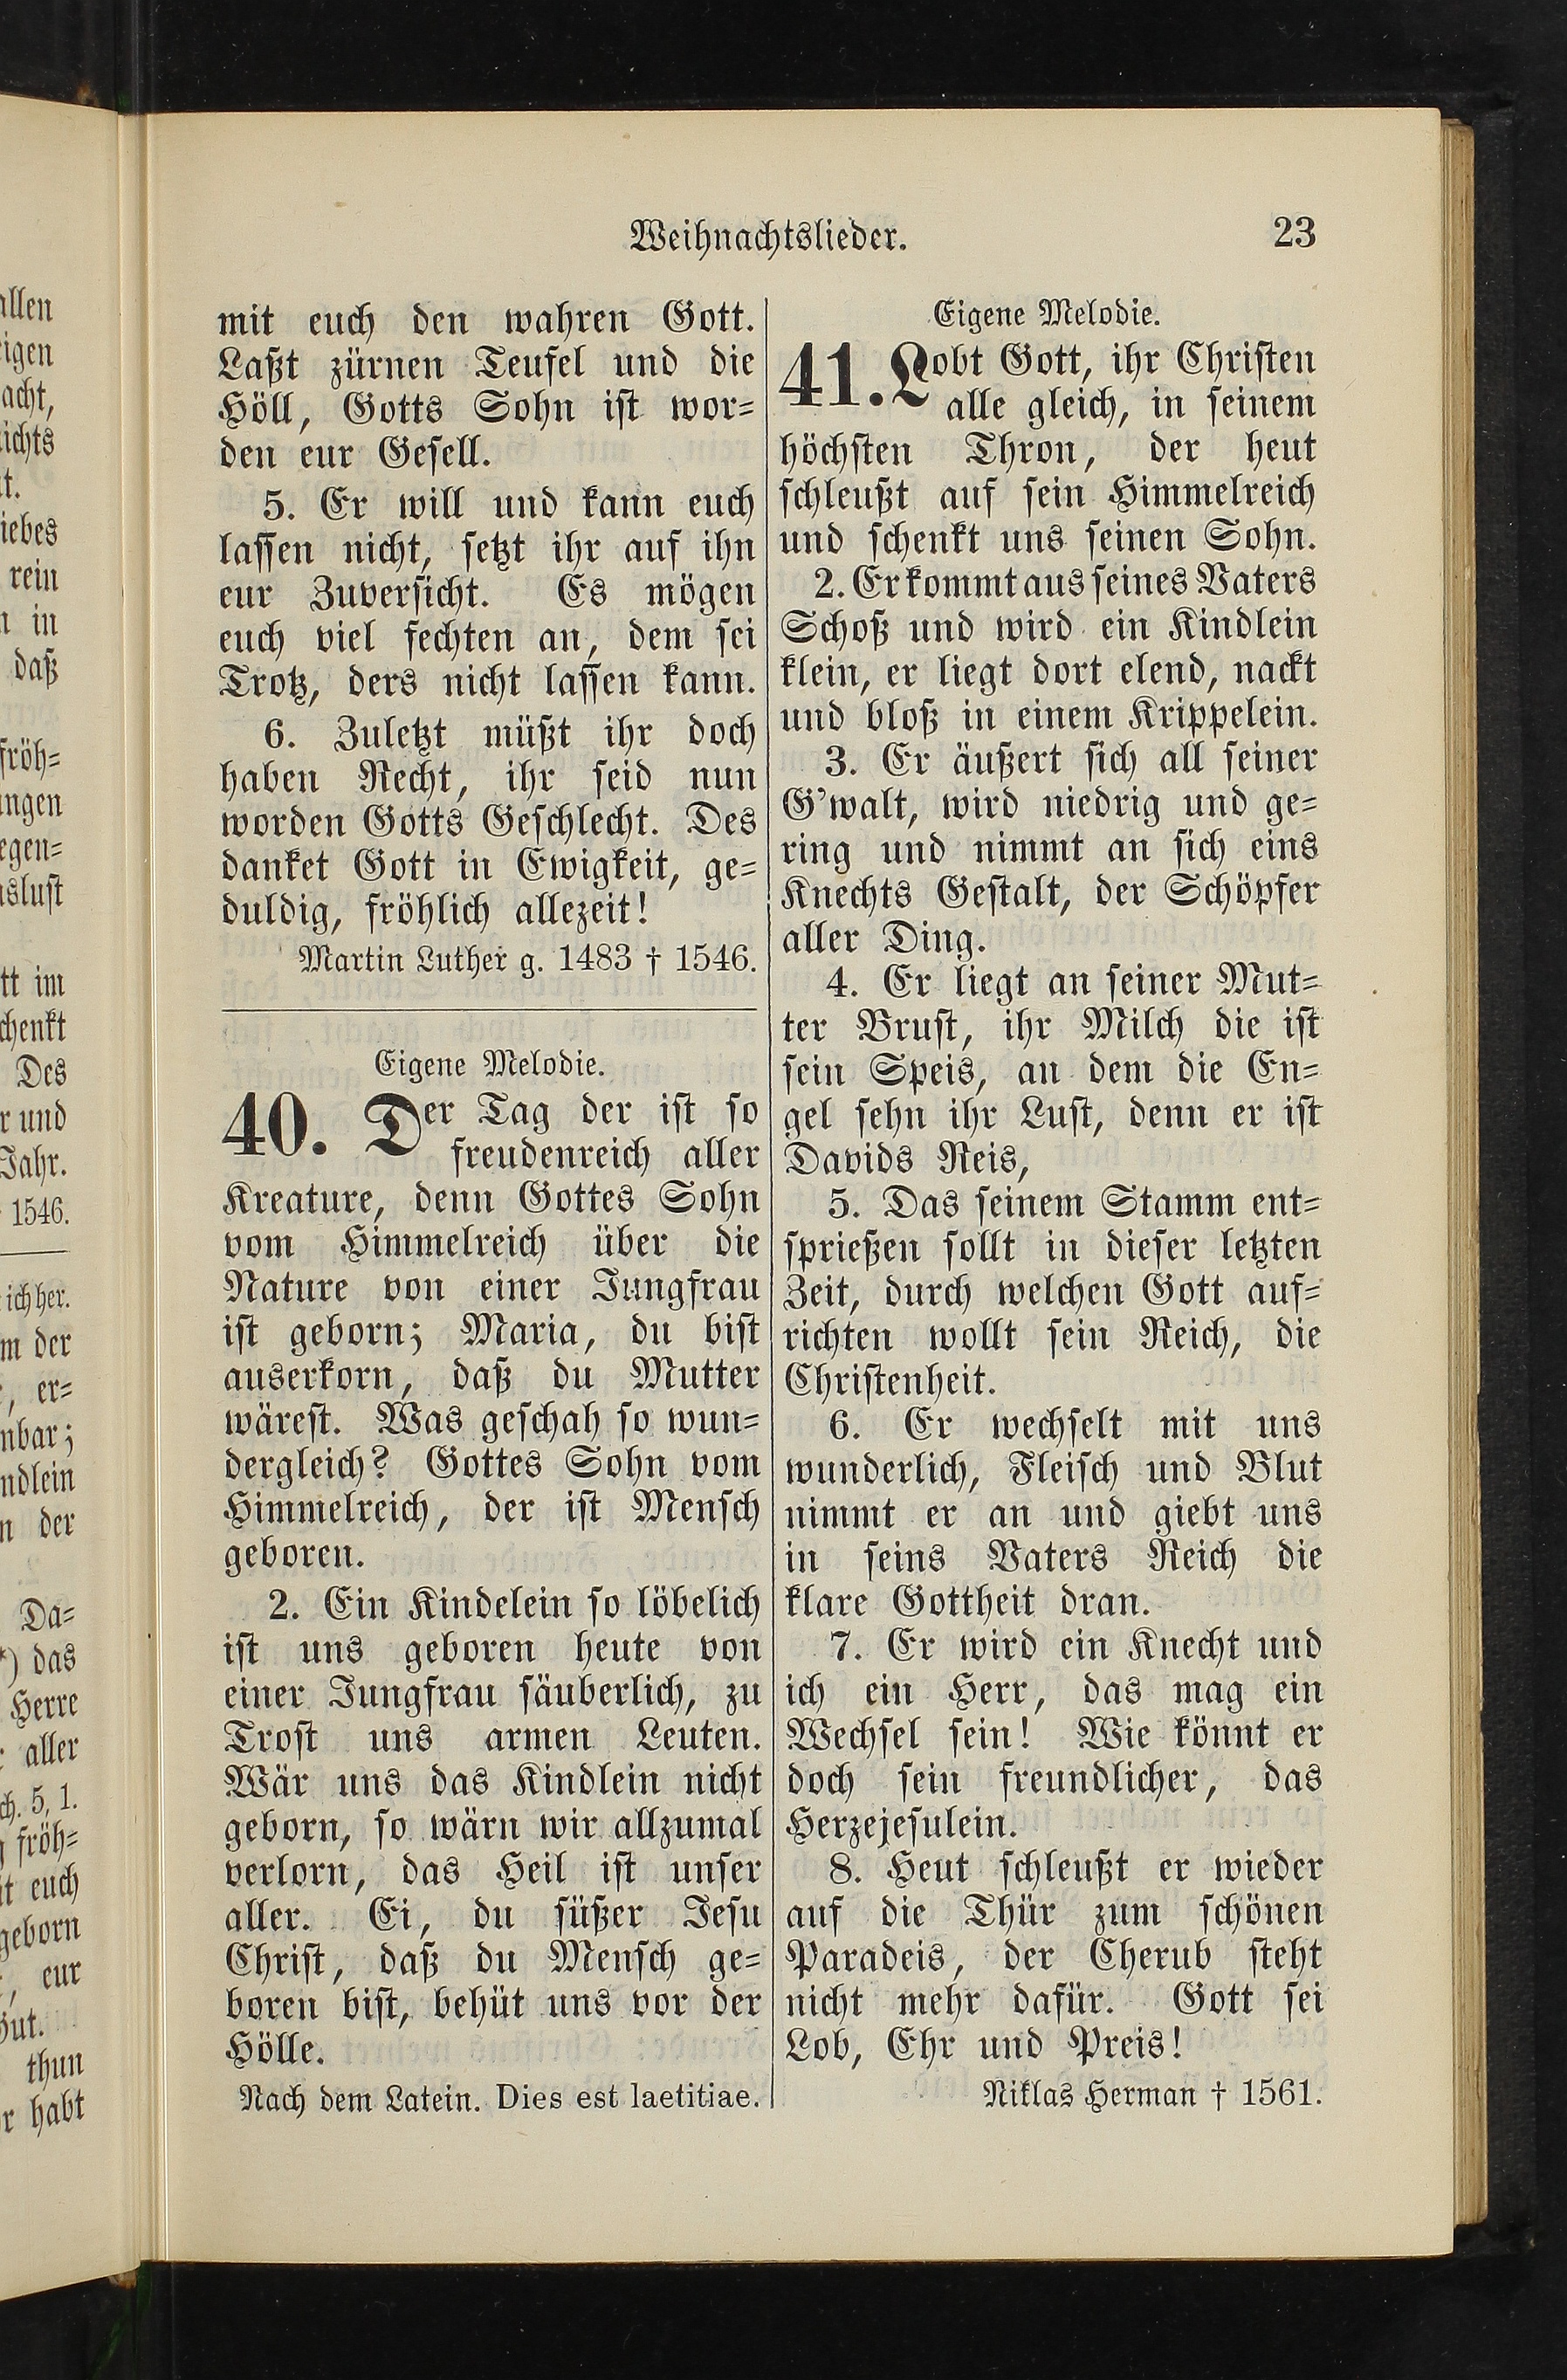 Weihnachtslieder.
23
mit euch den wahren Gott.
Laßt zürnen Teufel und die
Höll, Gotts Sohn ist wor-
den eur Gesell.
5. Er will und kann euch
lassen nicht, setzt ihr auf ihn
eur Zuversicht. Es mögen
euch viel fechten an, dem sei
Trotz, ders nicht lassen kann.
6. Zuletzt müßt ihr doch
haben Recht, ihr seid nun
worden Gotts Geschlecht. Des
danket Gott in Ewigkeit, ge-
duldig, fröhlich allezeit!
Martin Luther g. 1483 † 1546.
Eigene Melodie.
40. Der Tag der ist so
freudenreich aller
Kreature, denn Gottes Sohn
vom Himmelreich über die
Nature von einer Jungfrau
ist geborn; Maria, du bist
auserkorn, daß du Mutter
wärest. Was geschah so wun-
dergleich? Gottes Sohn vom
Himmelreich, der ist Mensch
geboren.
2. Ein Kindelein so löbelich
ist uns geboren heute von
einer Jungfrau säuberlich, zu
Trost uns armen Leuten.
Wär uns das Kindlein nicht
geborn, so wärn wir allzumal
verlorn, das Heil ist unser
aller. Ei, du süßer Jesu
Christ, daß du Mensch ge-
boren bist, behüt uns vor der
Hölle.
Nach dem Latein. Dies est laetitiae.
Eigene Melodie.
41. Lobt Gott, ihr Christen
alle gleich, in seinem
höchsten Thron, der heut
schleußt auf sein Himmelreich
und schenkt uns seinen Sohn.
2. Er kommt aus seines Vaters
Schoß und wird ein Kindlein
klein, er liegt dort elend, nackt
und bloß in einem Krippelein.
3. Er äußert sich all seiner
G'walt, wird niedrig und ge-
ring und nimmt an sich eins
Knechts Gestalt, der Schöpfer
aller Ding.
4. Er liegt an seiner Mut-
ter Brust, ihr Milch die ist
sein Speis, an dem die En-
gel sehn ihr Lust, denn er ist
Davids Reis,
5. Das seinem Stamm ent-
sprießen sollt in dieser letzten
Zeit, durch welchen Gott auf-
richten wollt sein Reich, die
Christenheit.
6. Er wechselt mit uns
wunderlich, Fleisch und Blut
nimmt er an und giebt uns
in seins Vaters Reich die
klare Gottheit dran.
7. Er wird ein Knecht und
ich ein Herr, das mag ein
Wechsel sein! Wie könnt er
doch sein freundlicher, das
Herzejesulein.
8. Heut schleußt er wieder
auf die Thür zum schönen
Paradeis, der Cherub steht
nicht mehr dafür. Gott sei
Lob, Ehr und Preis!
Niklas Herman † 1561.